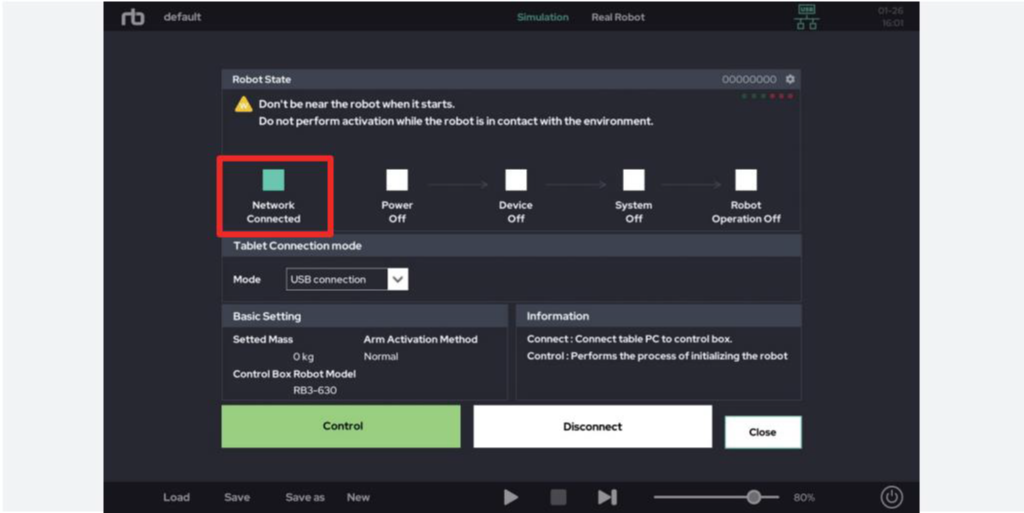 rb default Simulation Real Robot USB 01-26
16:01
Robot State 00000000
Don't be near the robot when it starts.
Do not perform activation while the robot is in contact with the environment.
Network Connected
Power Off
Device Off
System Off
Robot Operation Off
Tablet Connection mode
Mode USB connection
Basic Setting
Setted Mass
0 kg
Arm Activation Method
Normal
Control Box Robot Model
RB3-630
Information
Connect : Connect table PC to control box.
Control : Performs the process of initializing the robot
Control Disconnect Close
Load Save Save as New 80%